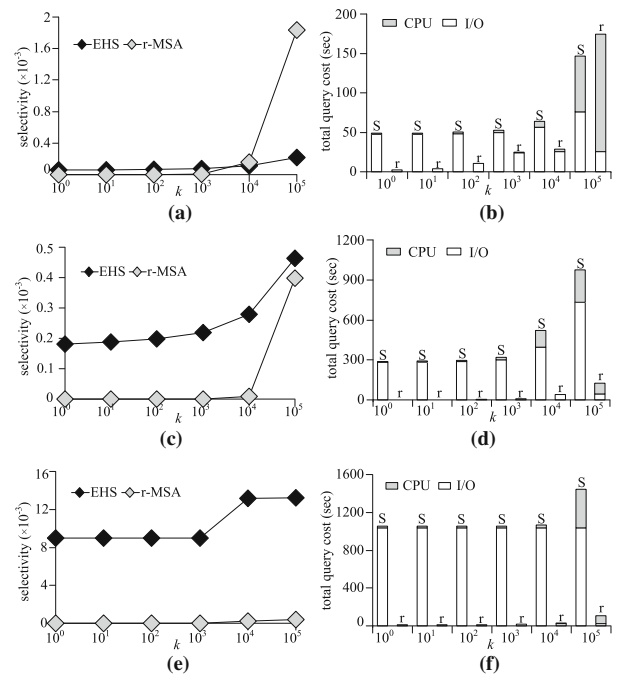 selectivity (×10⁻³)
2
1.6
1.2
0.8
0.4
0
EHS r-MSA
10⁰ 10¹ 10² 10³ 10⁴ 10⁵
k
(a)
total query cost (sec)
200
150
100
50
0
CPU I/O
S r S r S r S r S r S r
10⁰ 10¹ 10² 10³ 10⁴ 10⁵
k
(b)
selectivity (×10⁻³)
0.5
0.4
0.3
0.2
0.1
0
EHS r-MSA
10⁰ 10¹ 10² 10³ 10⁴ 10⁵
k
(c)
total query cost (sec)
1200
900
600
300
0
CPU I/O
S r S r S r S r S r S r
10⁰ 10¹ 10² 10³ 10⁴ 10⁵
k
(d)
selectivity (×10⁻³)
16
12
8
4
0
EHS r-MSA
10⁰ 10¹ 10² 10³ 10⁴ 10⁵
k
(e)
total query cost (sec)
1600
1200
800
400
0
CPU I/O
S r S r S r S r S r S r
10⁰ 10¹ 10² 10³ 10⁴ 10⁵
k
(f)